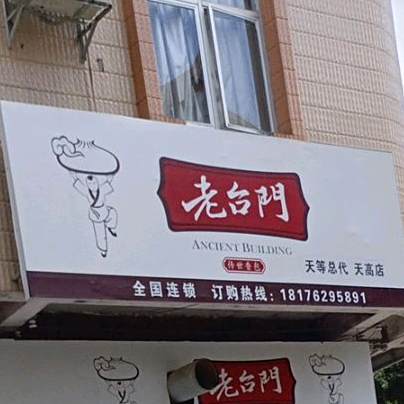 老台門
ANCIENT BUILDING
传世香包
天等总代 天高店
全国连锁 订购热线: 18176295891
老台門